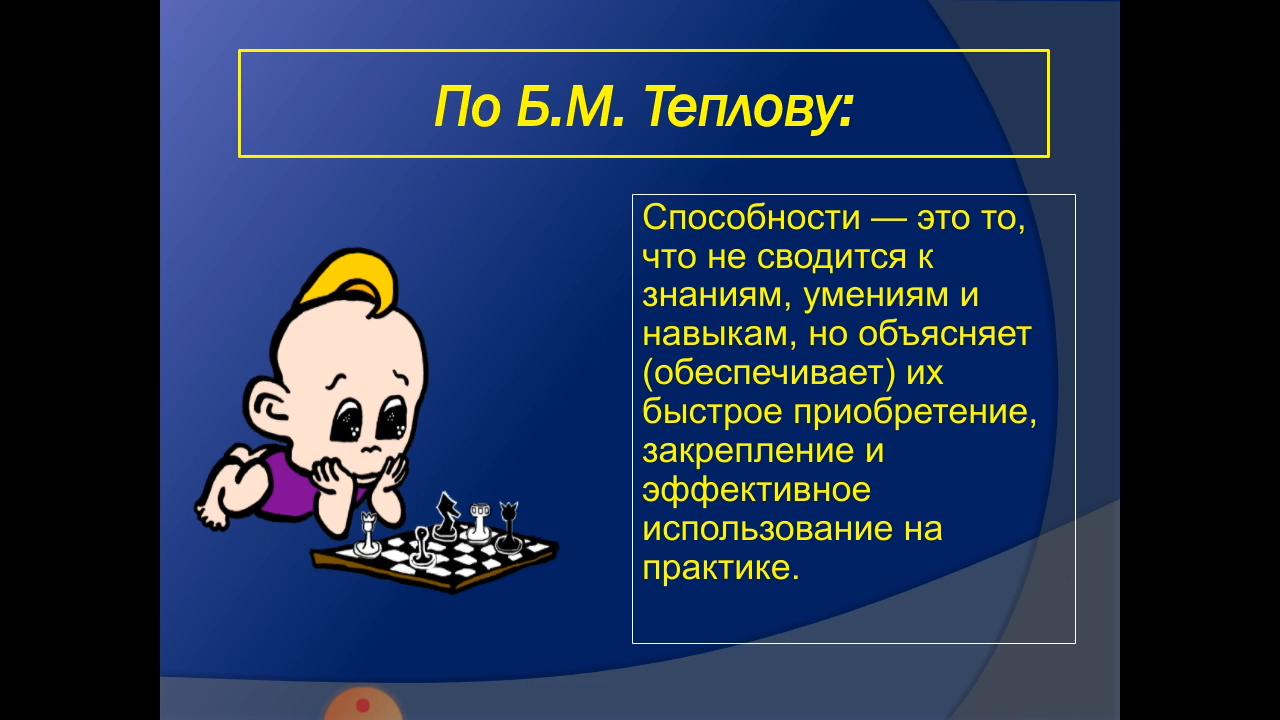 По Б.М. Теплову:
Способности — это то,
что не сводится к
знаниям, умениям и
навыкам, но объясняет
(обеспечивает) их
быстрое приобретение,
закрепление и
эффективное
использование на
практике.